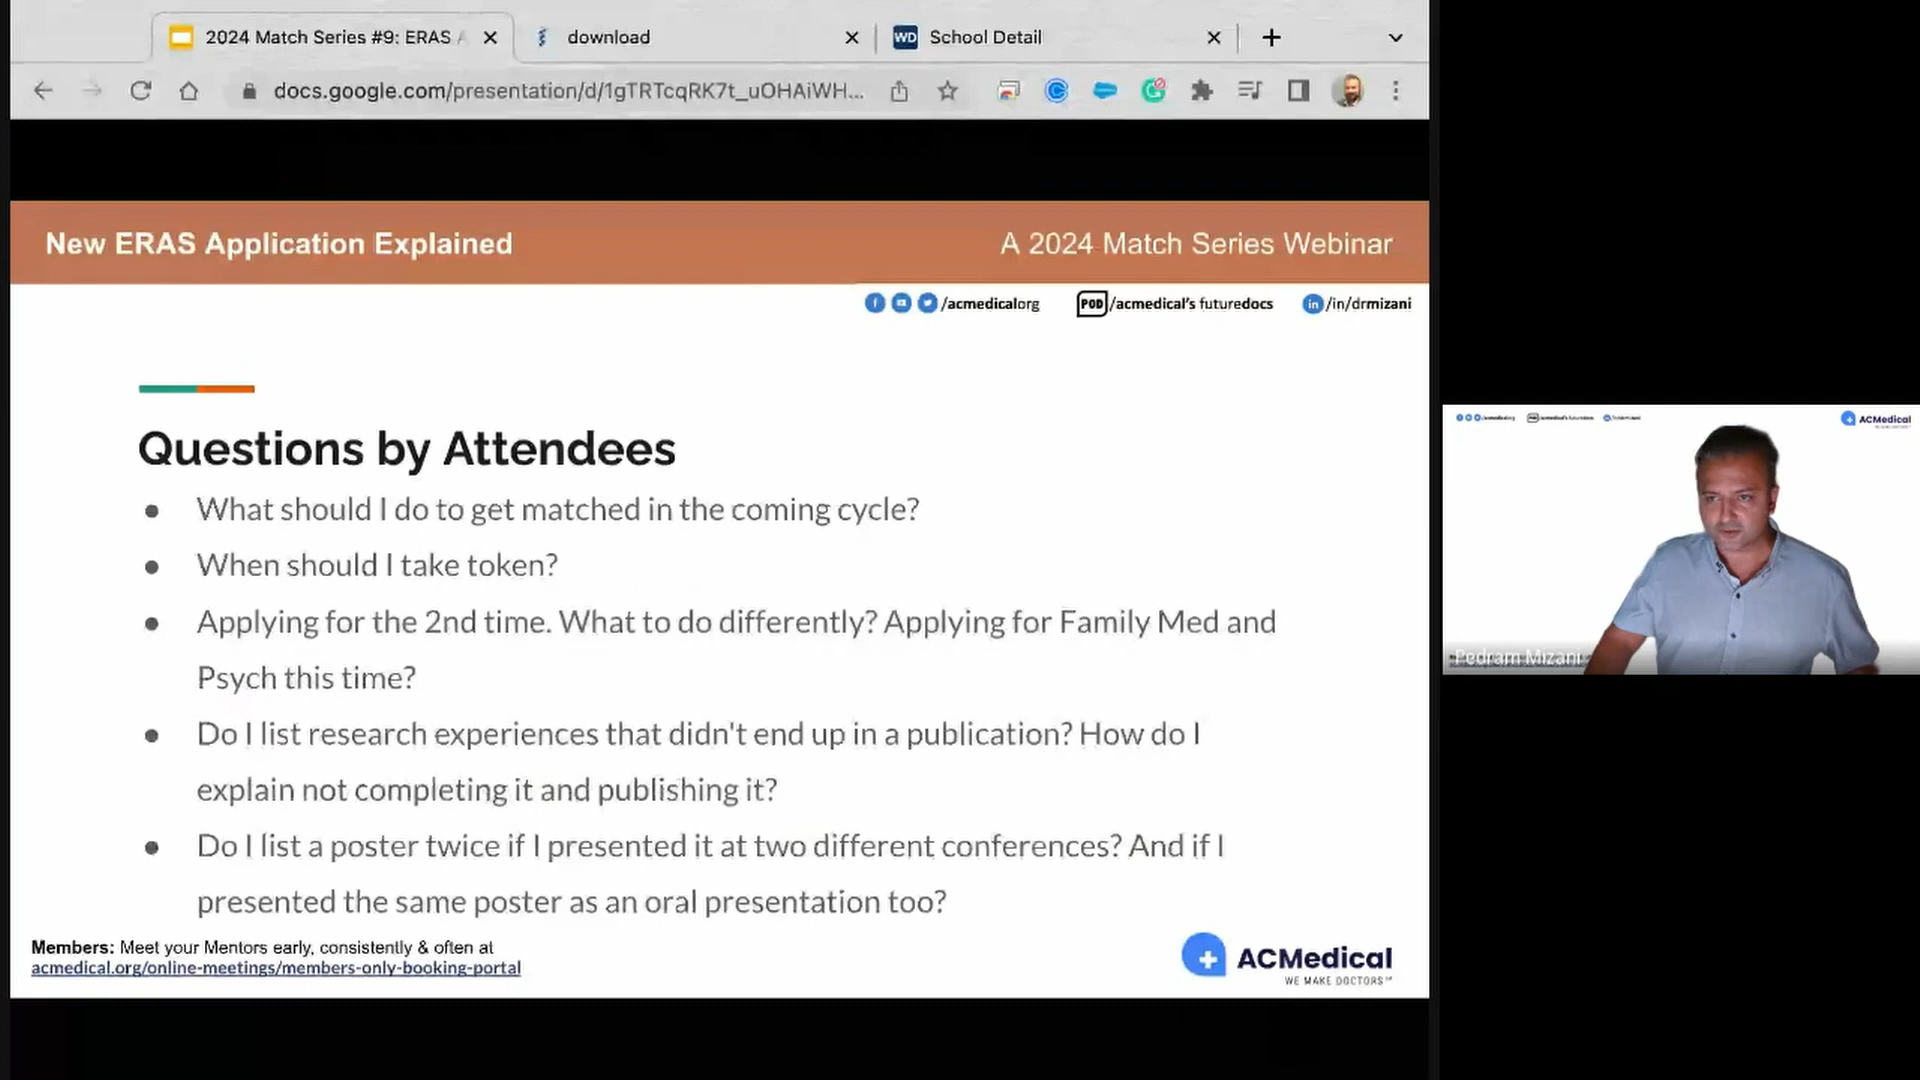 2024 Match Series #9: ERAS A
download
School Detail
docs.google.com/presentation/d/1gTRTcqRK7t_uOHAiWH...
New ERAS Application Explained
A 2024 Match Series Webinar
/acmedicalorg
POD /acmedical's futuredocs
in /in/drmizani
Questions by Attendees
• What should I do to get matched in the coming cycle?
• When should I take token?
• Applying for the 2nd time. What to do differently? Applying for Family Med and
Psych this time?
• Do I list research experiences that didn't end up in a publication? How do I
explain not completing it and publishing it?
• Do I list a poster twice if I presented it at two different conferences? And if I
presented the same poster as an oral presentation too?
Members: Meet your Mentors early, consistently & often at
acmedical.org/online-meetings/members-only-booking-portal
ACMedical
WE MAKE DOCTORS
ACMedical
Pedram Mizani